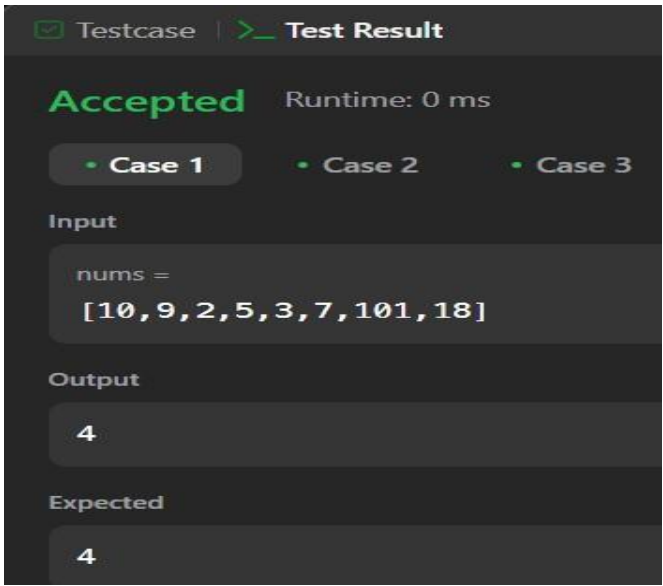 Testcase | >_ Test Result
Accepted Runtime: 0 ms
• Case 1 • Case 2 • Case 3
Input
nums =
[10,9,2,5,3,7,101,18]
Output
4
Expected
4